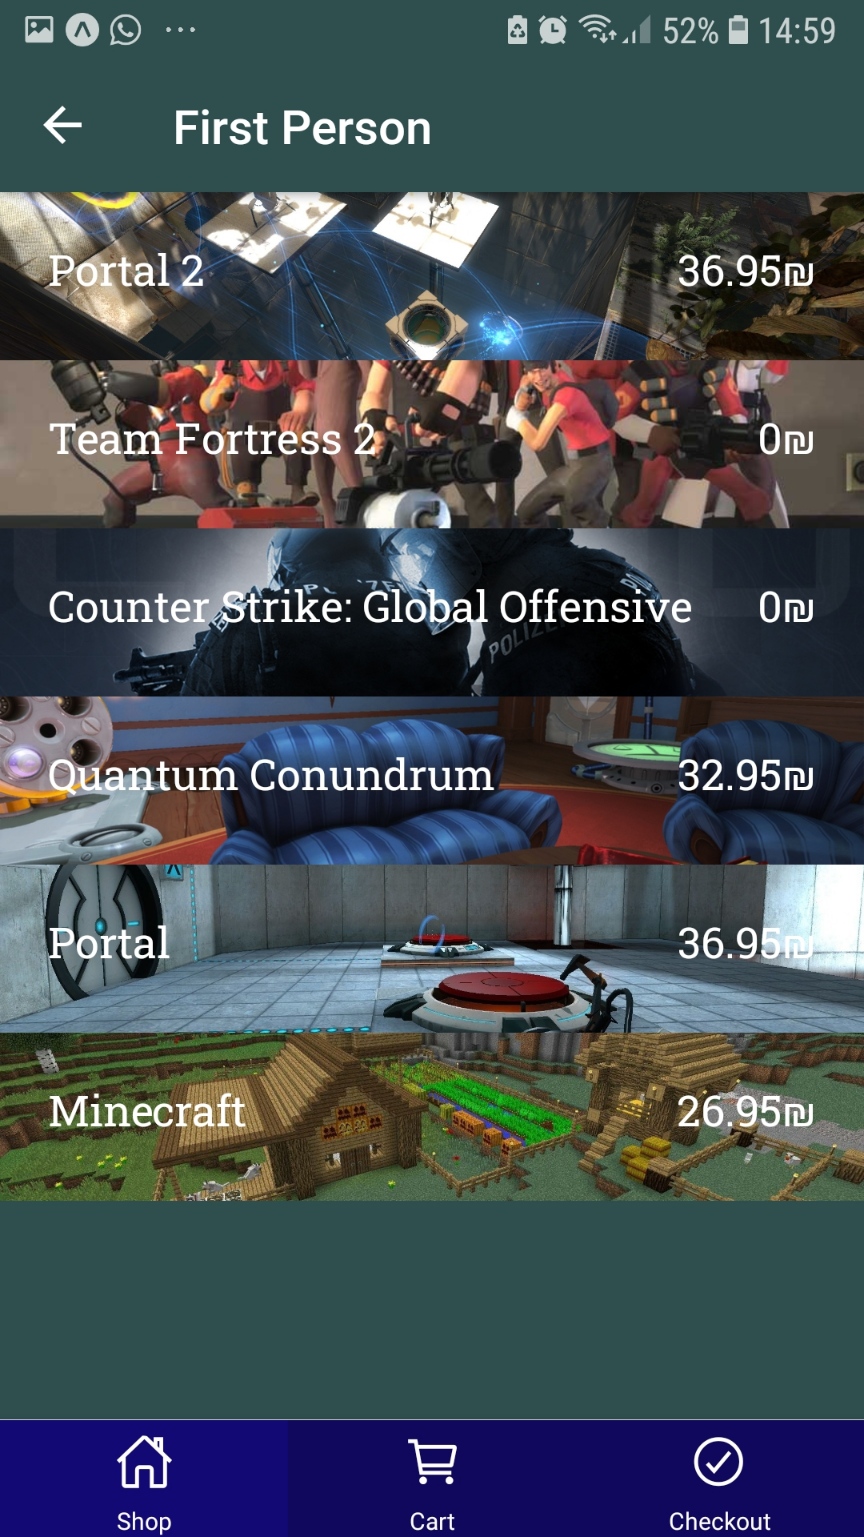 52% 14:59
First Person
Portal 2 36.95₪
Team Fortress 2 0₪
Counter Strike: Global Offensive 0₪
POLIZE
Quantum Conundrum 32.95₪
Portal 36.95₪
Minecraft 26.95₪
Shop Cart Checkout